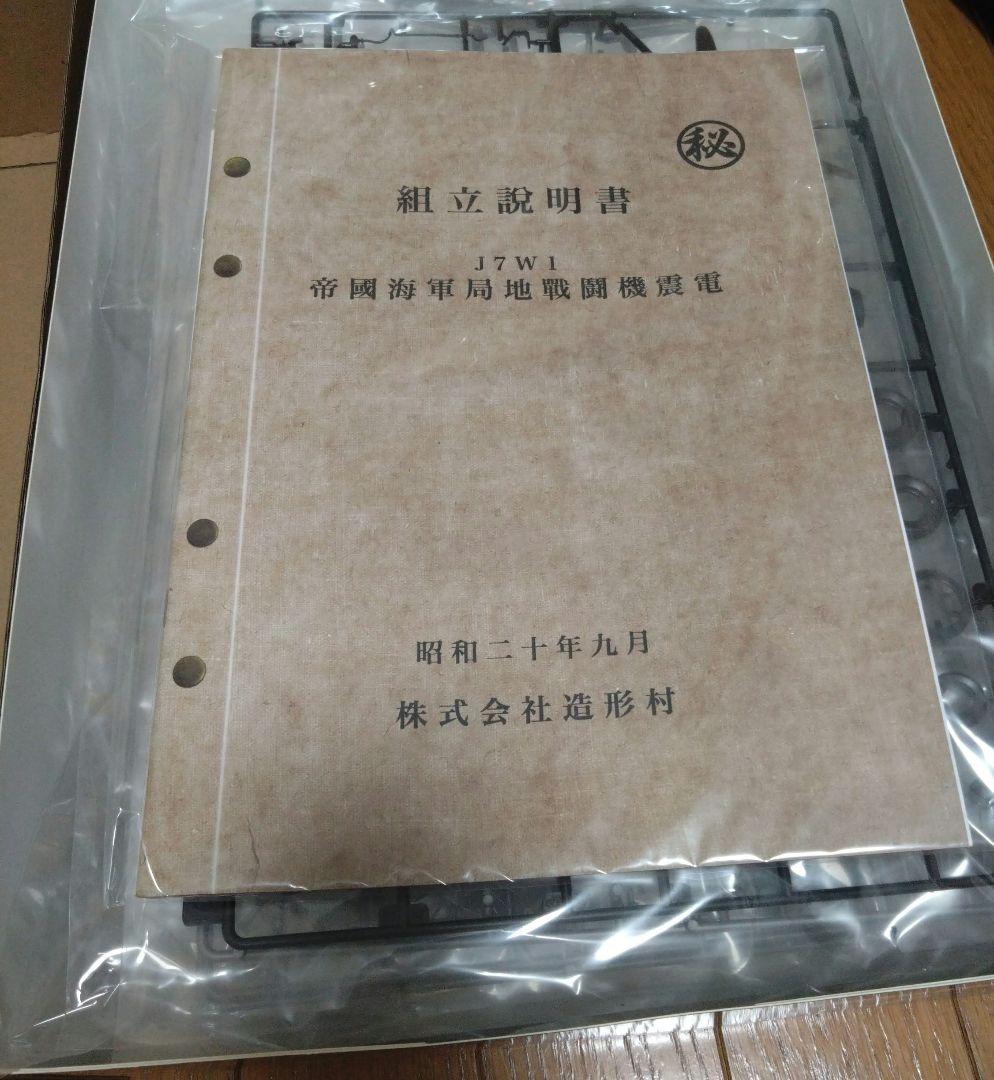 秘
組立説明書
J7W1
帝國海軍局地戰闘機震電
昭和二十年九月
株式会社造形村